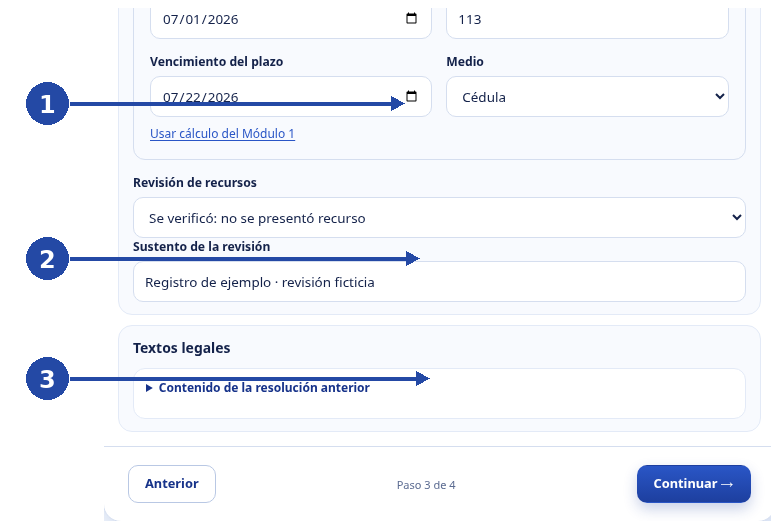 07/01/2026
113
Vencimiento del plazo
Medio
1
07/22/2026
Cédula
Usar cálculo del Módulo 1
Revisión de recursos
Se verificó: no se presentó recurso
Sustento de la revisión
2
Registro de ejemplo · revisión ficticia
Textos legales
3
▸ Contenido de la resolución anterior
Anterior
Paso 3 de 4
Continuar →